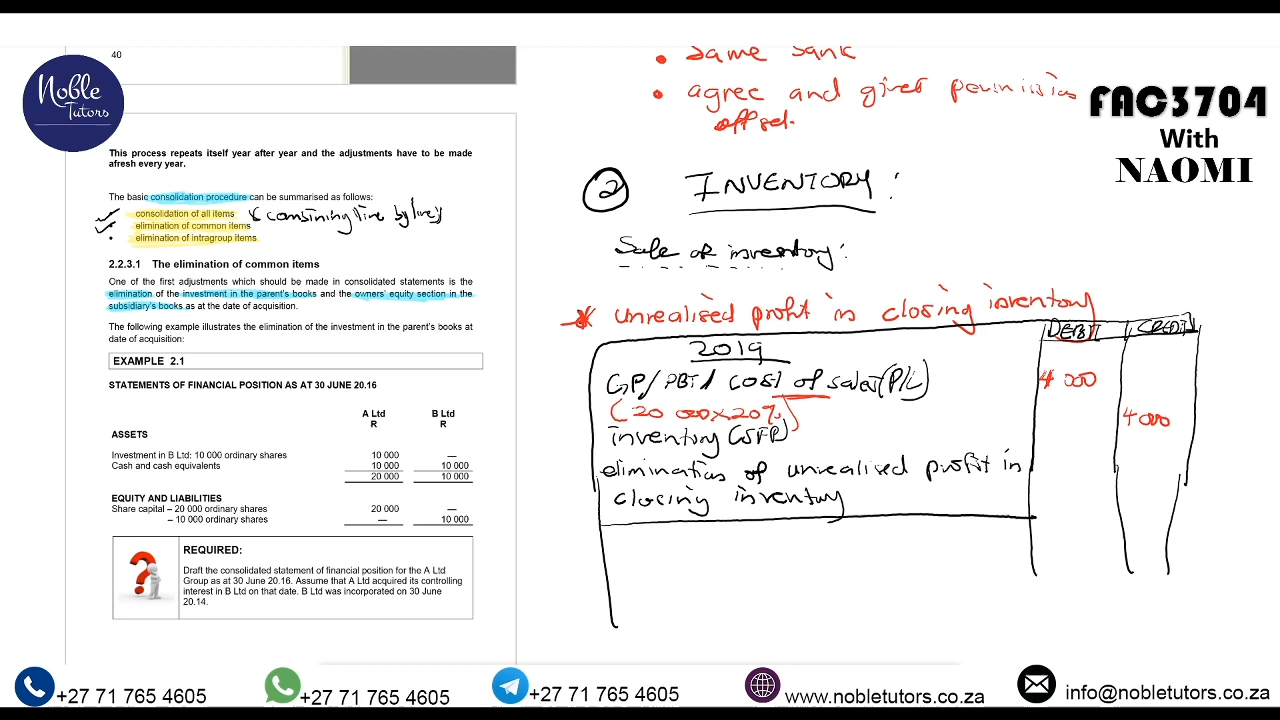 40
Noble
Tutors
This process repeats itself year after year and the adjustments have to be made
afresh every year.
The basic consolidation procedure can be summarised as follows:
consolidation of all items (combining line by line)
elimination of common items
• elimination of intragroup items
2.2.3.1 The elimination of common items
One of the first adjustments which should be made in consolidated statements is the
elimination of the investment in the parent's books and the owners' equity section in the
subsidiary's books as at the date of acquisition.
The following example illustrates the elimination of the investment in the parent's books at
date of acquisition:
EXAMPLE 2.1
STATEMENTS OF FINANCIAL POSITION AS AT 30 JUNE 20.16
A Ltd B Ltd
R R
ASSETS
Investment in B Ltd: 10 000 ordinary shares 10 000 —
Cash and cash equivalents 10 000 10 000
20 000 10 000
EQUITY AND LIABILITIES
Share capital – 20 000 ordinary shares 20 000 —
– 10 000 ordinary shares — 10 000
REQUIRED:
Draft the consolidated statement of financial position for the A Ltd
Group as at 30 June 20.16. Assume that A Ltd acquired its controlling
interest in B Ltd on that date. B Ltd was incorporated on 30 June
20.14.
• same
• agree and gives permission
offset
② INVENTORY:
Sale of inventory:
* unrealised profit in closing inventory
DEBIT CREDIT
2019
GP/PBT/ cost of sales (P/L) 4 000
(20 000 x 20%) 4 000
inventory (SFP)
elimination of unrealised profit in
closing inventory
FAC3704
With
NAOMI
+27 71 765 4605
+27 71 765 4605
+27 71 765 4605
www.nobletutors.co.za
info@nobletutors.co.za